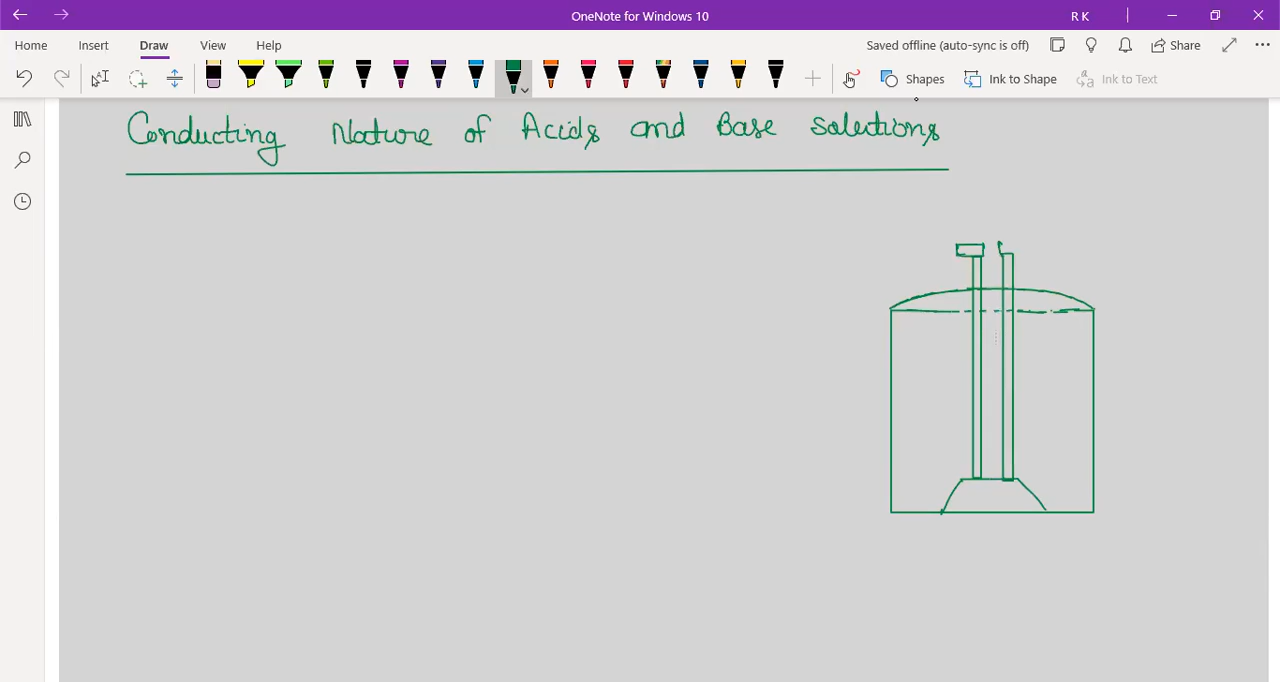 OneNote for Windows 10
R K
Home Insert Draw View Help
Saved offline (auto-sync is off)
Share
Shapes
Ink to Shape
Ink to Text
Conducting Nature of Acids and Base Solutions